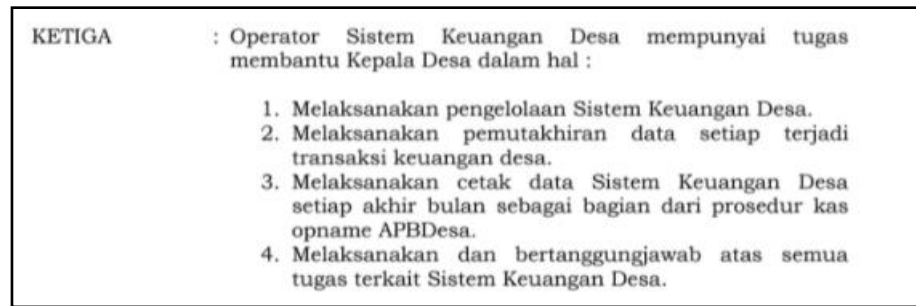 KETIGA : Operator Sistem Keuangan Desa mempunyai tugas
membantu Kepala Desa dalam hal :
1. Melaksanakan pengelolaan Sistem Keuangan Desa.
2. Melaksanakan pemutakhiran data setiap terjadi
transaksi keuangan desa.
3. Melaksanakan cetak data Sistem Keuangan Desa
setiap akhir bulan sebagai bagian dari prosedur kas
opname APBDesa.
4. Melaksanakan dan bertanggungjawab atas semua
tugas terkait Sistem Keuangan Desa.